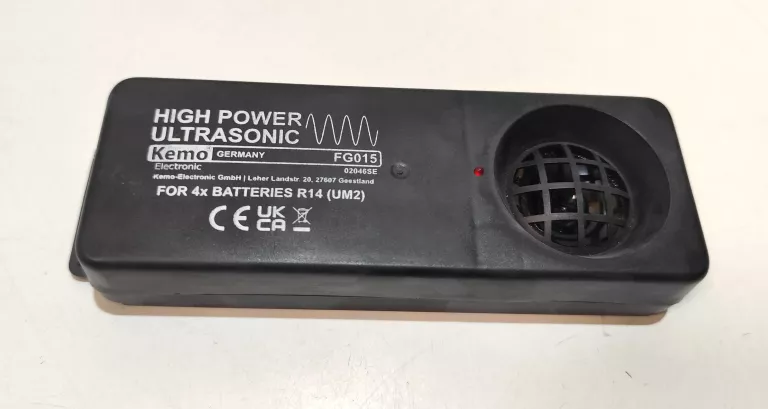 HIGH POWER
ULTRASONIC
Kemo GERMANY FG015
Electronic 02046SE
Kemo-Electronic GmbH | Leher Landstr. 20, 27607 Geestland
FOR 4x BATTERIES R14 (UM2)
CE UK CA